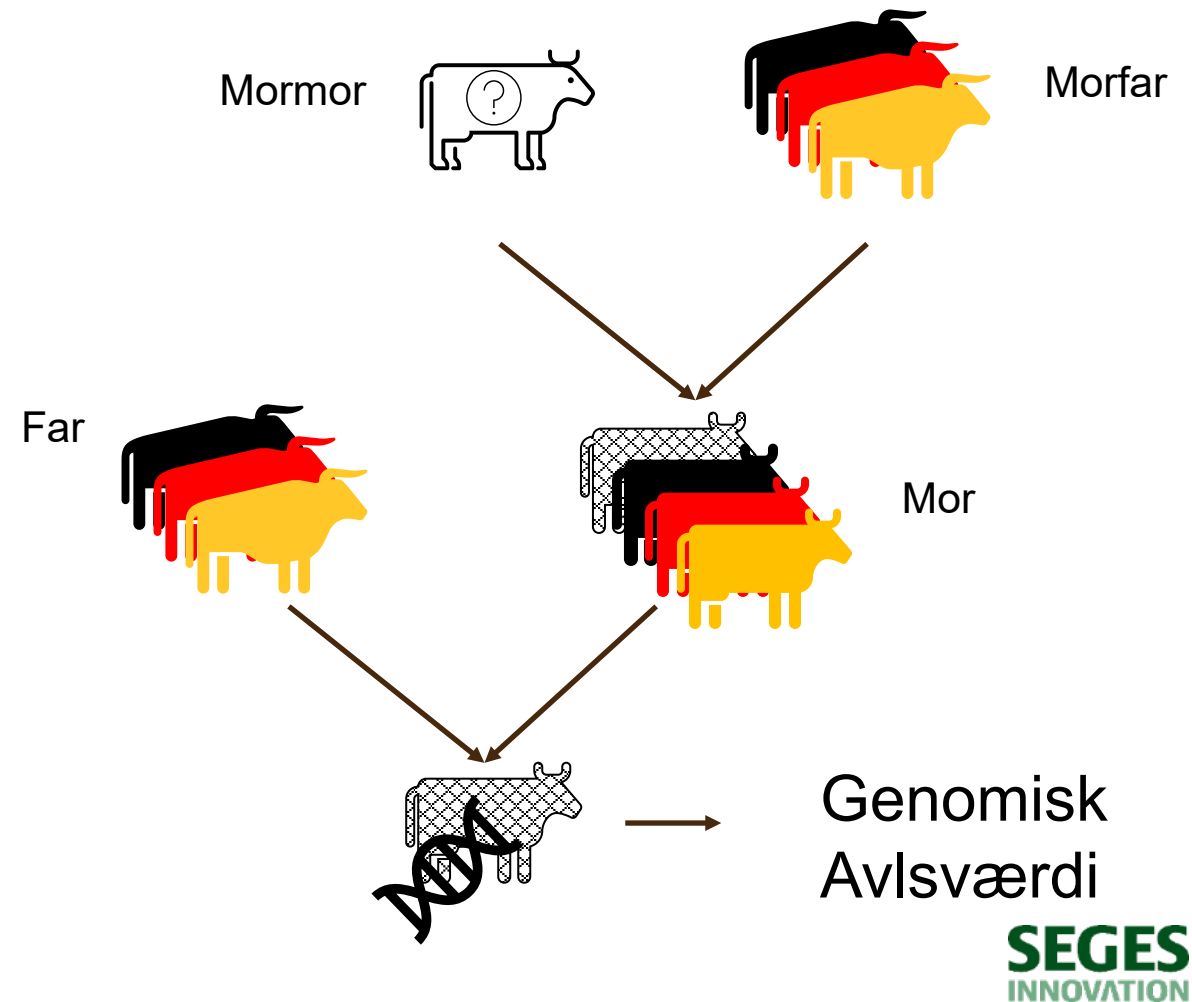 Mormor
?
Morfar
Far
Mor
Genomisk
Avlsværdi
SEGES
INNOVATION